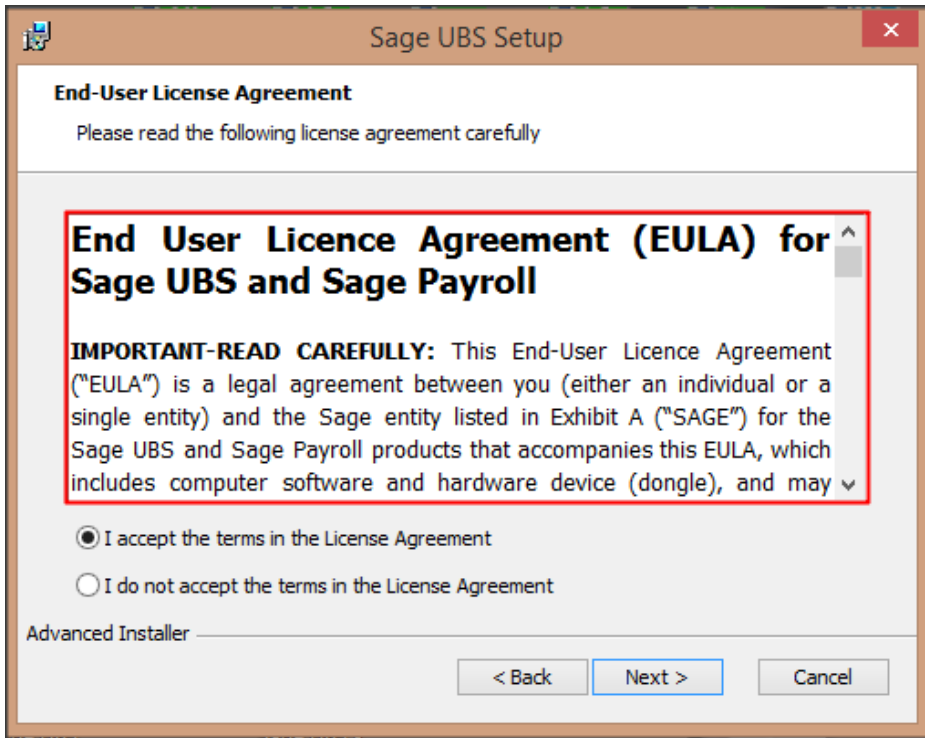 Sage UBS Setup
End-User License Agreement
Please read the following license agreement carefully
End User Licence Agreement (EULA) for
Sage UBS and Sage Payroll
IMPORTANT-READ CAREFULLY: This End-User Licence Agreement
("EULA") is a legal agreement between you (either an individual or a
single entity) and the Sage entity listed in Exhibit A ("SAGE") for the
Sage UBS and Sage Payroll products that accompanies this EULA, which
includes computer software and hardware device (dongle), and may
I accept the terms in the License Agreement
I do not accept the terms in the License Agreement
Advanced Installer
< Back Next > Cancel